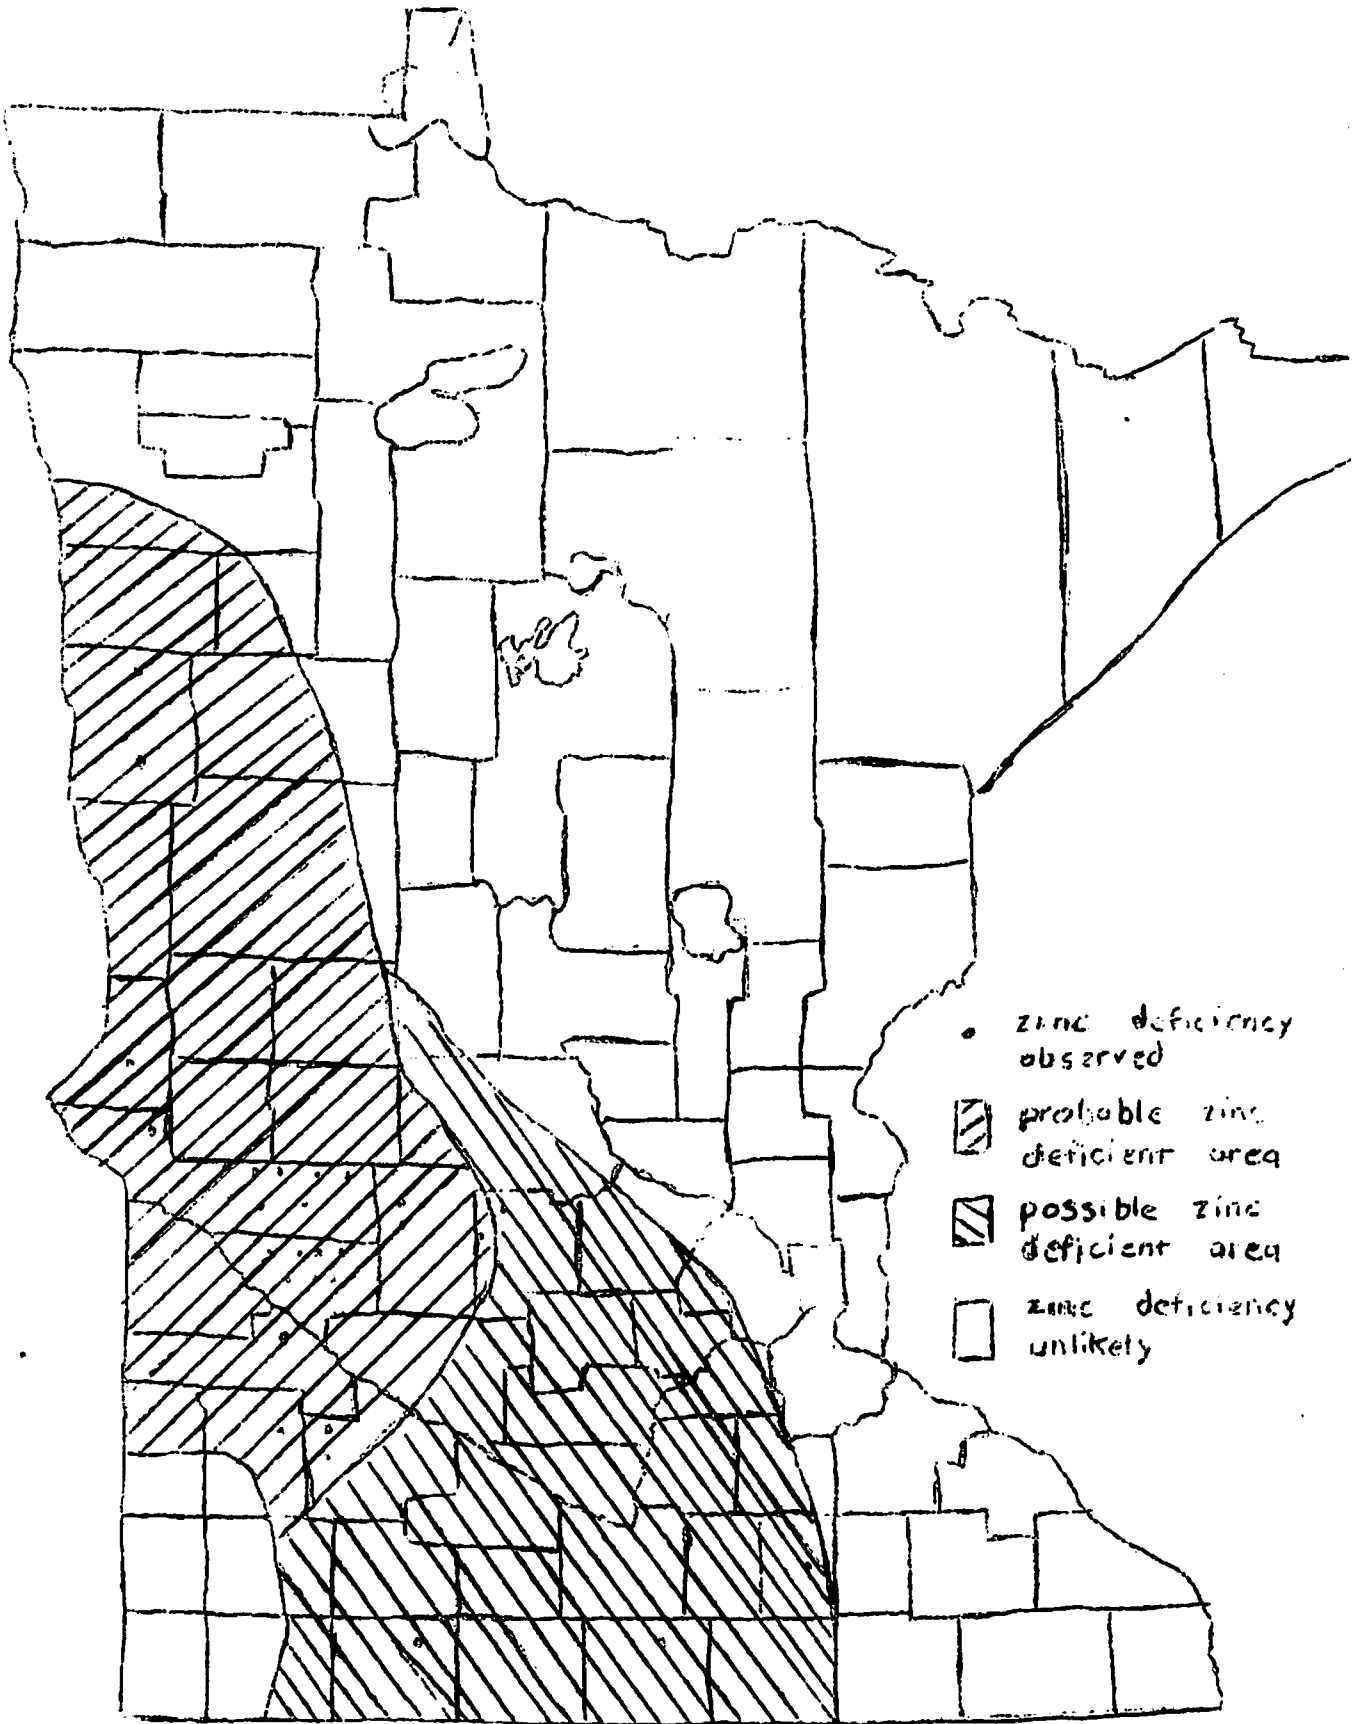 zinc deficiency
observed
probable zinc
deficient area
possible zinc
deficient area
zinc deficiency
unlikely